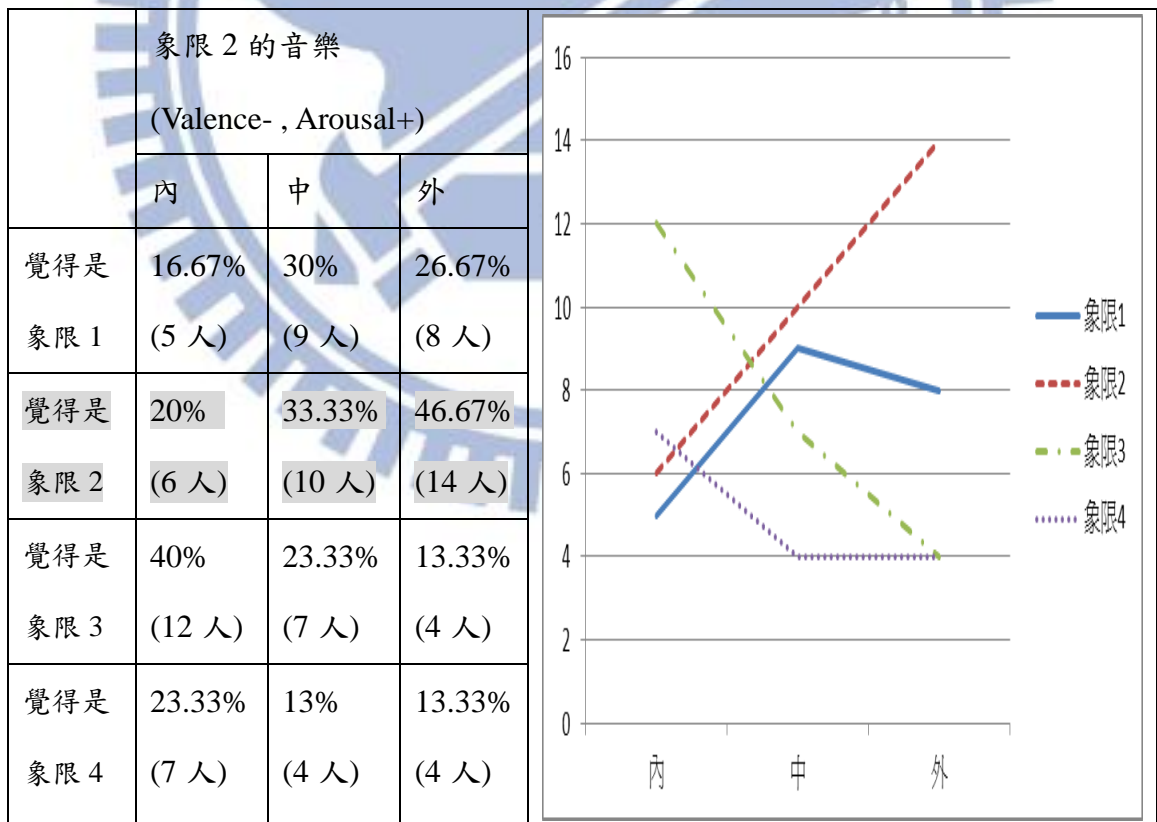 象限 2 的音樂
(Valence- , Arousal+)
內 中 外
覺得是 16.67% 30% 26.67%
象限 1 (5 人) (9 人) (8 人)
覺得是 20% 33.33% 46.67%
象限 2 (6 人) (10 人) (14 人)
覺得是 40% 23.33% 13.33%
象限 3 (12 人) (7 人) (4 人)
覺得是 23.33% 13% 13.33%
象限 4 (7 人) (4 人) (4 人)
16
14
12
10
8
6
4
2
0
內 中 外
象限1
象限2
象限3
象限4